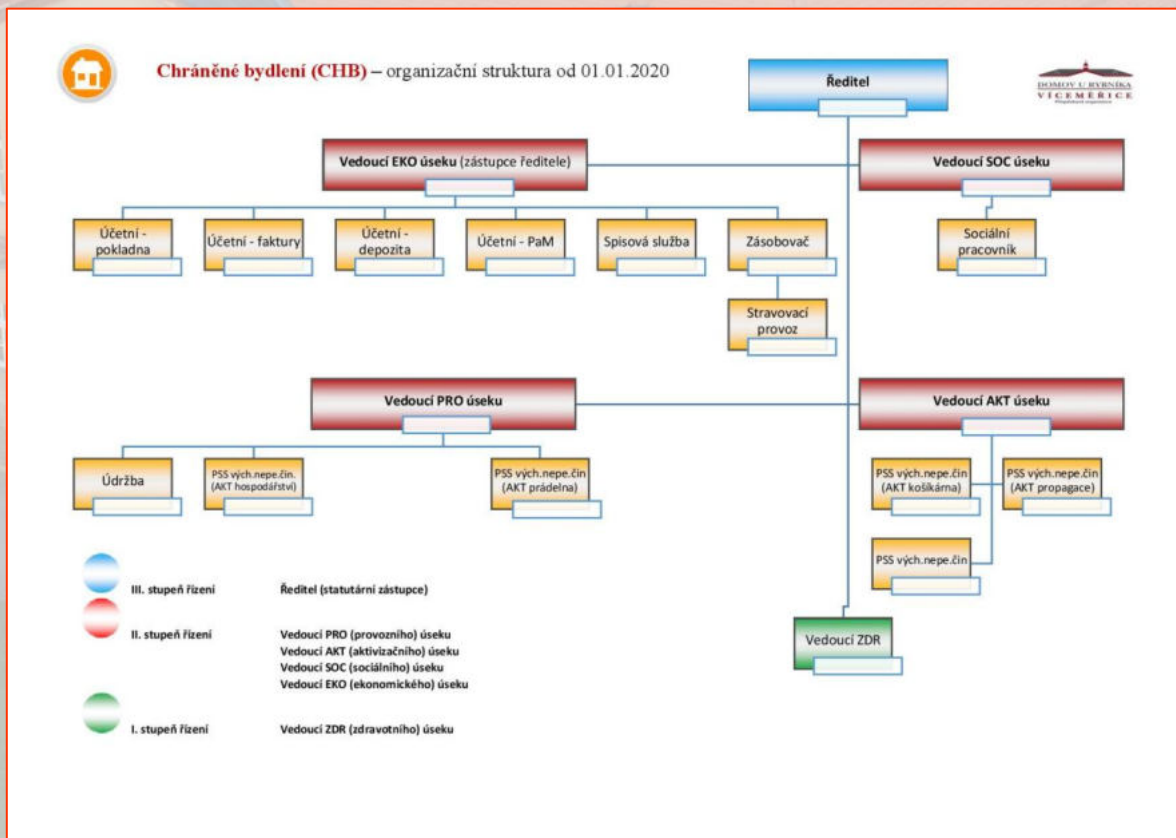 Chráněné bydlení (CHB) – organizační struktura od 01.01.2020
Ředitel
DOMOV U RYBNÍKA
VÍCEMĚŘICE
Vedoucí EKO úseku (zástupce ředitele)
Vedoucí SOC úseku
Účetní -
pokladna
Účetní - faktury
Účetní -
depozita
Účetní - PaM
Spisová služba
Zásobovač
Sociální
pracovník
Stravovací
provoz
Vedoucí PRO úseku
Vedoucí AKT úseku
Údržba
PSS vých.nepe.čin.
(AKT hospodářství)
PSS vých.nepe.čin
(AKT prádelna)
PSS vých.nepe.čin
(AKT košíkárna)
PSS vých.nepe.čin
(AKT propagace)
PSS vých.nepe.čin
Vedoucí ZDR
III. stupeň řízení Ředitel (statutární zástupce)
II. stupeň řízení Vedoucí PRO (provozního) úseku
Vedoucí AKT (aktivizačního) úseku
Vedoucí SOC (sociálního) úseku
Vedoucí EKO (ekonomického) úseku
I. stupeň řízení Vedoucí ZDR (zdravotního) úseku